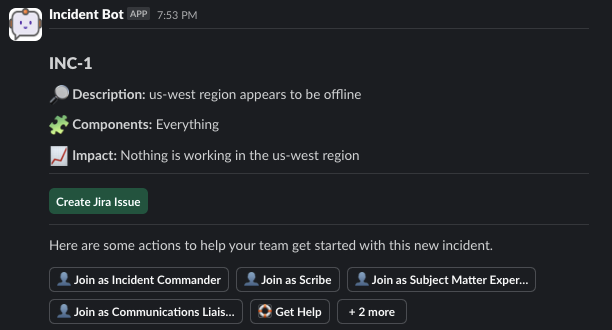 Incident Bot APP 7:53 PM
INC-1
Description: us-west region appears to be offline
Components: Everything
Impact: Nothing is working in the us-west region
Create Jira Issue
Here are some actions to help your team get started with this new incident.
Join as Incident Commander Join as Scribe Join as Subject Matter Exper...
Join as Communications Liais... Get Help + 2 more